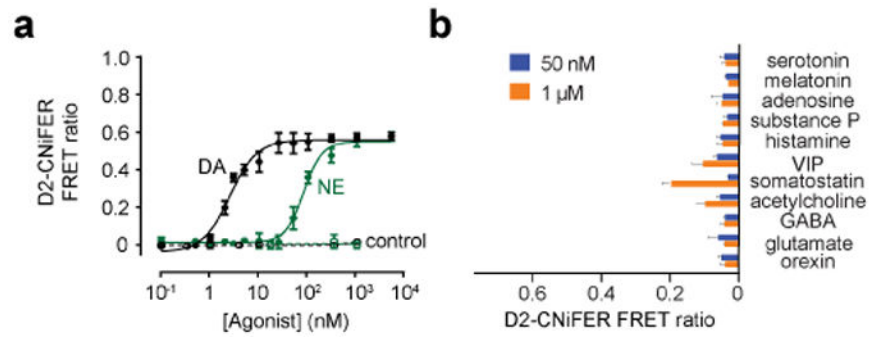 a
D2-CNiFER
FRET ratio
1.0
0.8
0.6
0.4
0.2
0
DA
NE
control
10-1
1
10
10²
10³
10⁴
[Agonist] (nM)
b
50 nM
1 µM
serotonin
melatonin
adenosine
substance P
histamine
VIP
somatostatin
acetylcholine
GABA
glutamate
orexin
0.6
0.4
0.2
0
D2-CNiFER FRET ratio